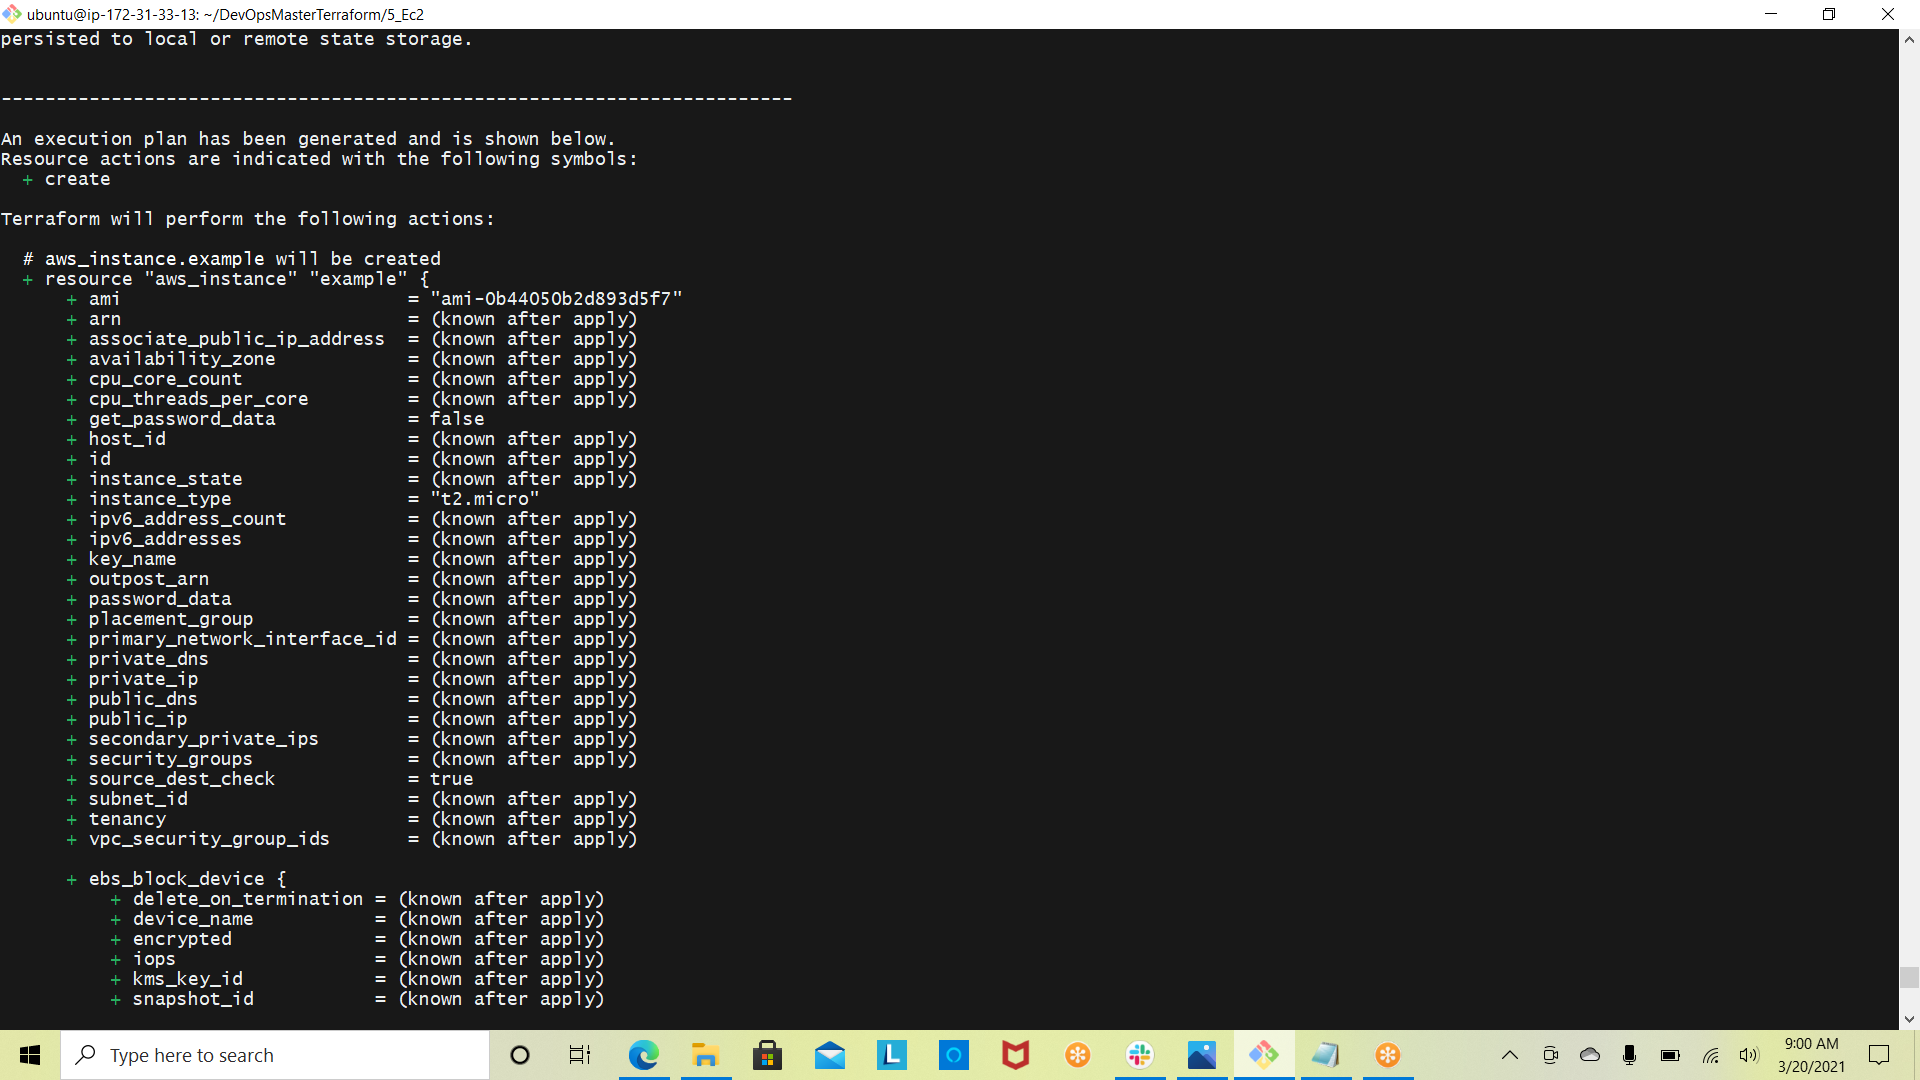 ubuntu@ip-172-31-33-13: ~/DevOpsMasterTerraform/5_Ec2
persisted to local or remote state storage.
------------------------------------------------------------------------
An execution plan has been generated and is shown below.
Resource actions are indicated with the following symbols:
  + create
Terraform will perform the following actions:
  # aws_instance.example will be created
  + resource "aws_instance" "example" {
      + ami                          = "ami-0b44050b2d893d5f7"
      + arn                          = (known after apply)
      + associate_public_ip_address  = (known after apply)
      + availability_zone            = (known after apply)
      + cpu_core_count               = (known after apply)
      + cpu_threads_per_core         = (known after apply)
      + get_password_data            = false
      + host_id                      = (known after apply)
      + id                           = (known after apply)
      + instance_state               = (known after apply)
      + instance_type                = "t2.micro"
      + ipv6_address_count           = (known after apply)
      + ipv6_addresses               = (known after apply)
      + key_name                     = (known after apply)
      + outpost_arn                  = (known after apply)
      + password_data                = (known after apply)
      + placement_group              = (known after apply)
      + primary_network_interface_id = (known after apply)
      + private_dns                  = (known after apply)
      + private_ip                   = (known after apply)
      + public_dns                   = (known after apply)
      + public_ip                    = (known after apply)
      + secondary_private_ips        = (known after apply)
      + security_groups              = (known after apply)
      + source_dest_check            = true
      + subnet_id                    = (known after apply)
      + tenancy                      = (known after apply)
      + vpc_security_group_ids       = (known after apply)
      + ebs_block_device {
          + delete_on_termination = (known after apply)
          + device_name           = (known after apply)
          + encrypted             = (known after apply)
          + iops                  = (known after apply)
          + kms_key_id            = (known after apply)
          + snapshot_id           = (known after apply)
Type here to search
L
9:00 AM
3/20/2021